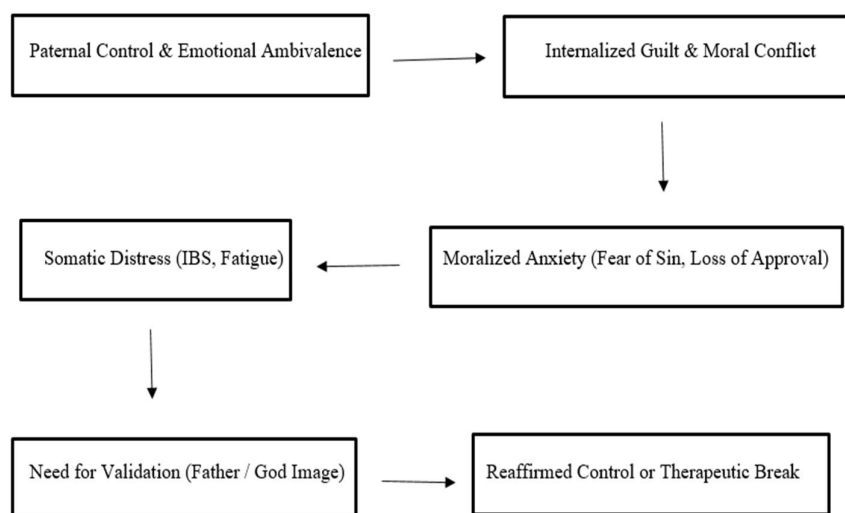 Paternal Control & Emotional Ambivalence
Internalized Guilt & Moral Conflict
Moralized Anxiety (Fear of Sin, Loss of Approval)
Somatic Distress (IBS, Fatigue)
Need for Validation (Father / God Image)
Reaffirmed Control or Therapeutic Break